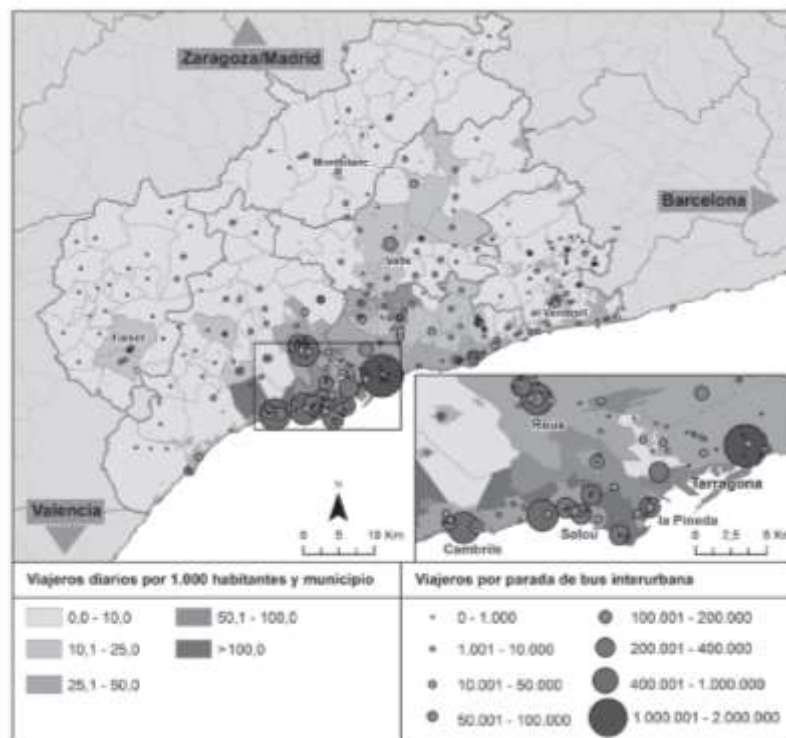 Zaragoza/Madrid
Montblanc
Barcelona
Valls
el Vendrell
Falset
Reus
Tarragona
la Pineda
Salou
Cambrils
Valencia
N
0 5 10 Km
0 2,5 5 Km
Viajeros diarios por 1.000 habitantes y municipio
0,0 - 10,0
10,1 - 25,0
25,1 - 50,0
50,1 - 100,0
>100,0
Viajeros por parada de bus interurbana
0 - 1.000
1.001 - 10.000
10.001 - 50.000
50.001 - 100.000
100.001 - 200.000
200.001 - 400.000
400.001 - 1.000.000
1.000.001 - 2.000.000